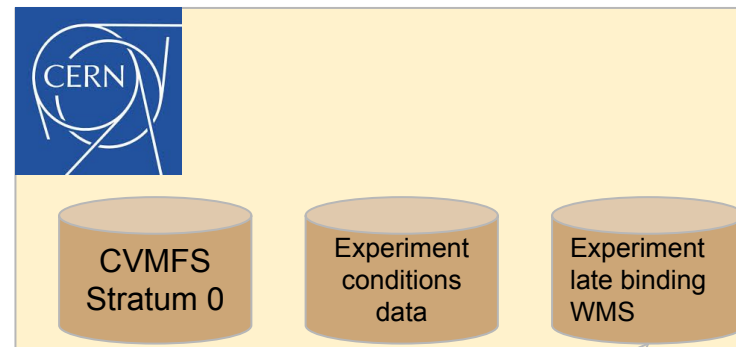 CERN
CVMFS
Stratum 0
Experiment
conditions
data
Experiment
late binding
WMS